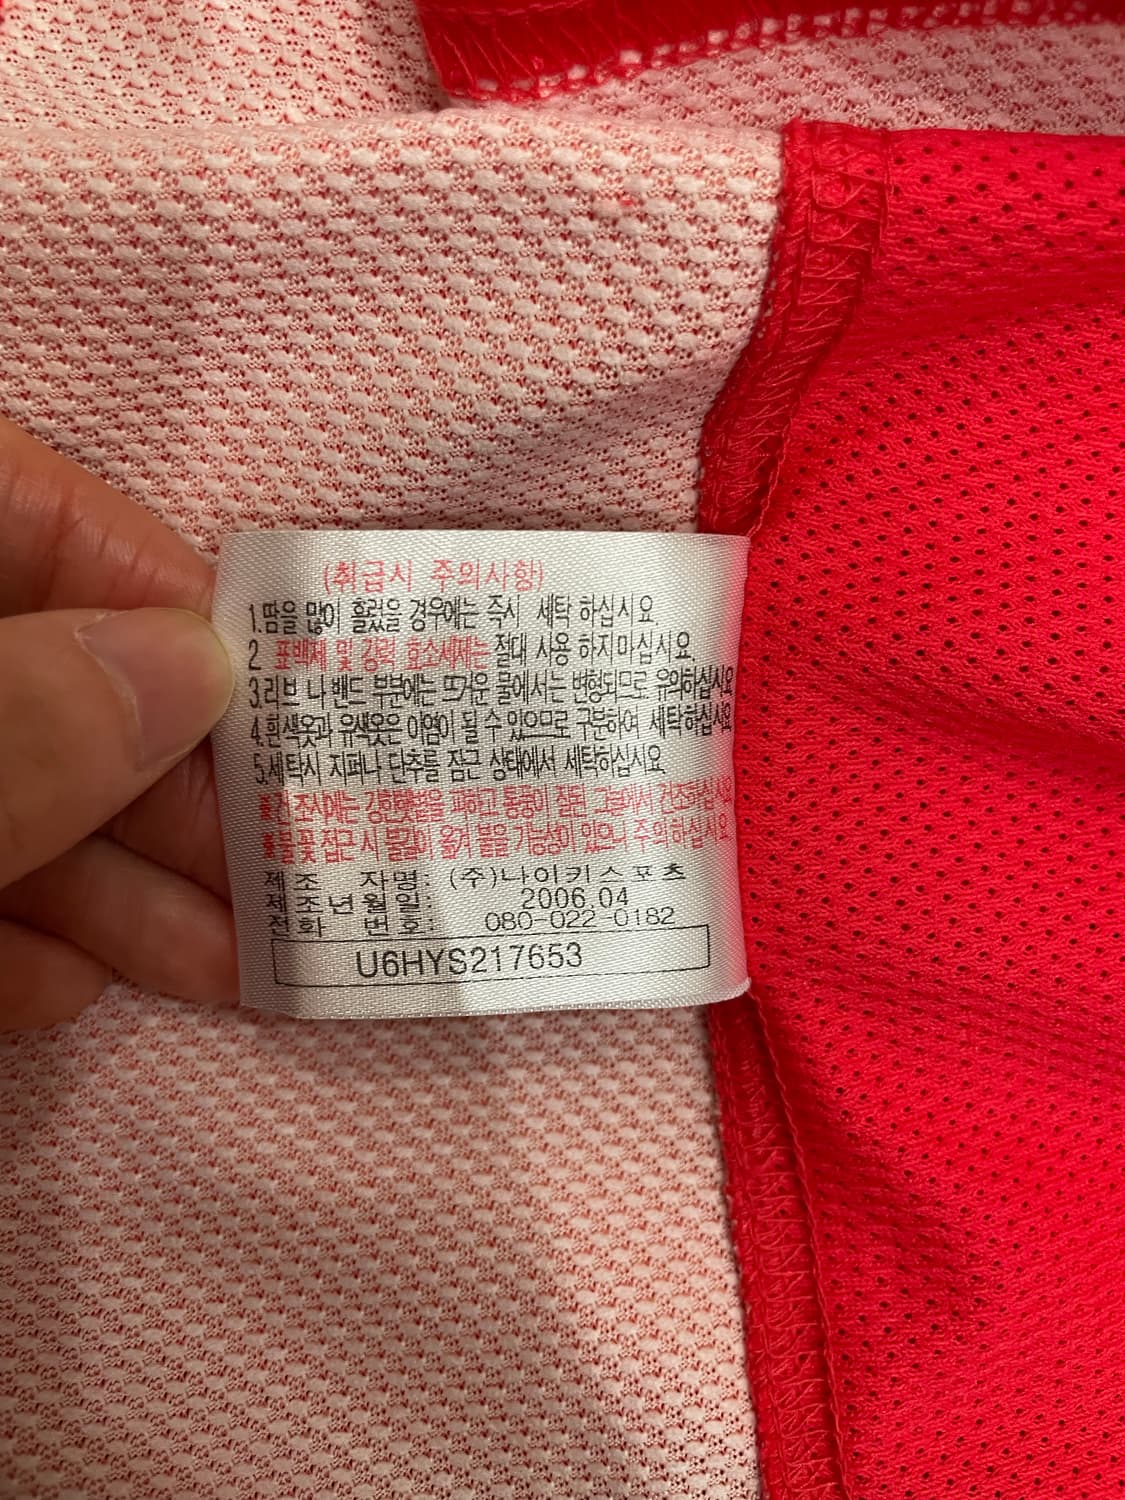 (취급시 주의사항)
1.땀을 많이 흘렸을 경우에는 즉시 세탁 하십시요.
2 표백제 및 강력 효소세제는 절대 사용 하지마십시요.
3.리브 나 밴드 부분에는 뜨거운 물에서는 변형되므로 유의하십시요
4.흰색옷과 유색옷은 이염이 될 수 있으므로 구분하여 세탁하십시요
5.세탁시 지퍼나 단추를 잠근 상태에서 세탁하십시요.
※건조시에는 강한햇볕을 피하고 통풍이 잘된 그늘에서 건조하십시요
※불꽃 접근시 불길이 옮겨 붙을 가능성이 있으니 주의하십시요
제 조 자명: (주)나이키스포츠
제조년월일: 2006.04
전화 번호: 080-022-0182
U6HYS217653